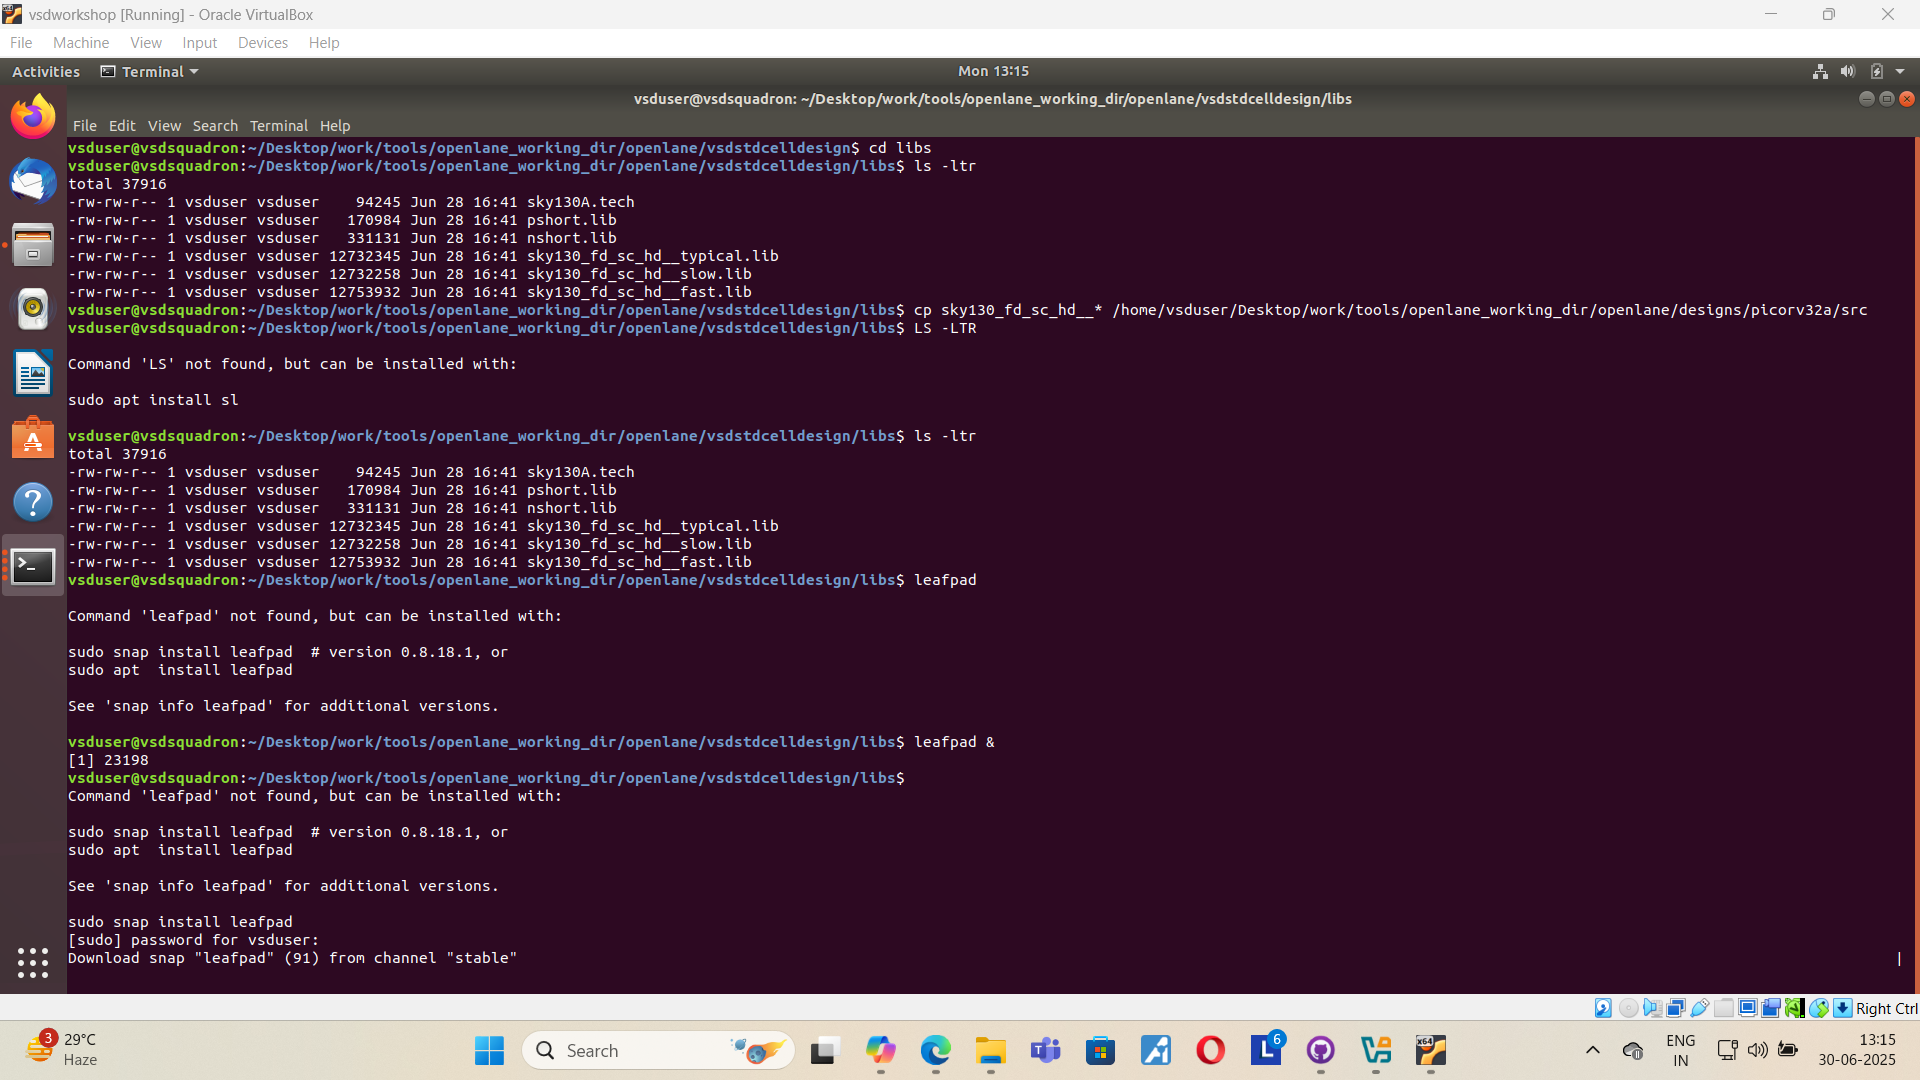 vsdworkshop [Running] - Oracle VirtualBox
File Machine View Input Devices Help
Activities Terminal Mon 13:15
vsduser@vsdsquadron: ~/Desktop/work/tools/openlane_working_dir/openlane/vsdstdcelldesign/libs
File Edit View Search Terminal Help
vsduser@vsdsquadron:~/Desktop/work/tools/openlane_working_dir/openlane/vsdstdcelldesign$ cd libs
vsduser@vsdsquadron:~/Desktop/work/tools/openlane_working_dir/openlane/vsdstdcelldesign/libs$ ls -ltr
total 37916
-rw-rw-r-- 1 vsduser vsduser    94245 Jun 28 16:41 sky130A.tech
-rw-rw-r-- 1 vsduser vsduser   170984 Jun 28 16:41 pshort.lib
-rw-rw-r-- 1 vsduser vsduser   331131 Jun 28 16:41 nshort.lib
-rw-rw-r-- 1 vsduser vsduser 12732345 Jun 28 16:41 sky130_fd_sc_hd__typical.lib
-rw-rw-r-- 1 vsduser vsduser 12732258 Jun 28 16:41 sky130_fd_sc_hd__slow.lib
-rw-rw-r-- 1 vsduser vsduser 12753932 Jun 28 16:41 sky130_fd_sc_hd__fast.lib
vsduser@vsdsquadron:~/Desktop/work/tools/openlane_working_dir/openlane/vsdstdcelldesign/libs$ cp sky130_fd_sc_hd__* /home/vsduser/Desktop/work/tools/openlane_working_dir/openlane/designs/picorv32a/src
vsduser@vsdsquadron:~/Desktop/work/tools/openlane_working_dir/openlane/vsdstdcelldesign/libs$ LS -LTR
Command 'LS' not found, but can be installed with:
sudo apt install sl
vsduser@vsdsquadron:~/Desktop/work/tools/openlane_working_dir/openlane/vsdstdcelldesign/libs$ ls -ltr
total 37916
-rw-rw-r-- 1 vsduser vsduser    94245 Jun 28 16:41 sky130A.tech
-rw-rw-r-- 1 vsduser vsduser   170984 Jun 28 16:41 pshort.lib
-rw-rw-r-- 1 vsduser vsduser   331131 Jun 28 16:41 nshort.lib
-rw-rw-r-- 1 vsduser vsduser 12732345 Jun 28 16:41 sky130_fd_sc_hd__typical.lib
-rw-rw-r-- 1 vsduser vsduser 12732258 Jun 28 16:41 sky130_fd_sc_hd__slow.lib
-rw-rw-r-- 1 vsduser vsduser 12753932 Jun 28 16:41 sky130_fd_sc_hd__fast.lib
vsduser@vsdsquadron:~/Desktop/work/tools/openlane_working_dir/openlane/vsdstdcelldesign/libs$ leafpad
Command 'leafpad' not found, but can be installed with:
sudo snap install leafpad  # version 0.8.18.1, or
sudo apt  install leafpad
See 'snap info leafpad' for additional versions.
vsduser@vsdsquadron:~/Desktop/work/tools/openlane_working_dir/openlane/vsdstdcelldesign/libs$ leafpad &
[1] 23198
vsduser@vsdsquadron:~/Desktop/work/tools/openlane_working_dir/openlane/vsdstdcelldesign/libs$
Command 'leafpad' not found, but can be installed with:
sudo snap install leafpad  # version 0.8.18.1, or
sudo apt  install leafpad
See 'snap info leafpad' for additional versions.
sudo snap install leafpad
[sudo] password for vsduser:
Download snap "leafpad" (91) from channel "stable" |
Right Ctrl
3 29°C
Haze
Search
6
ENG
IN
13:15
30-06-2025